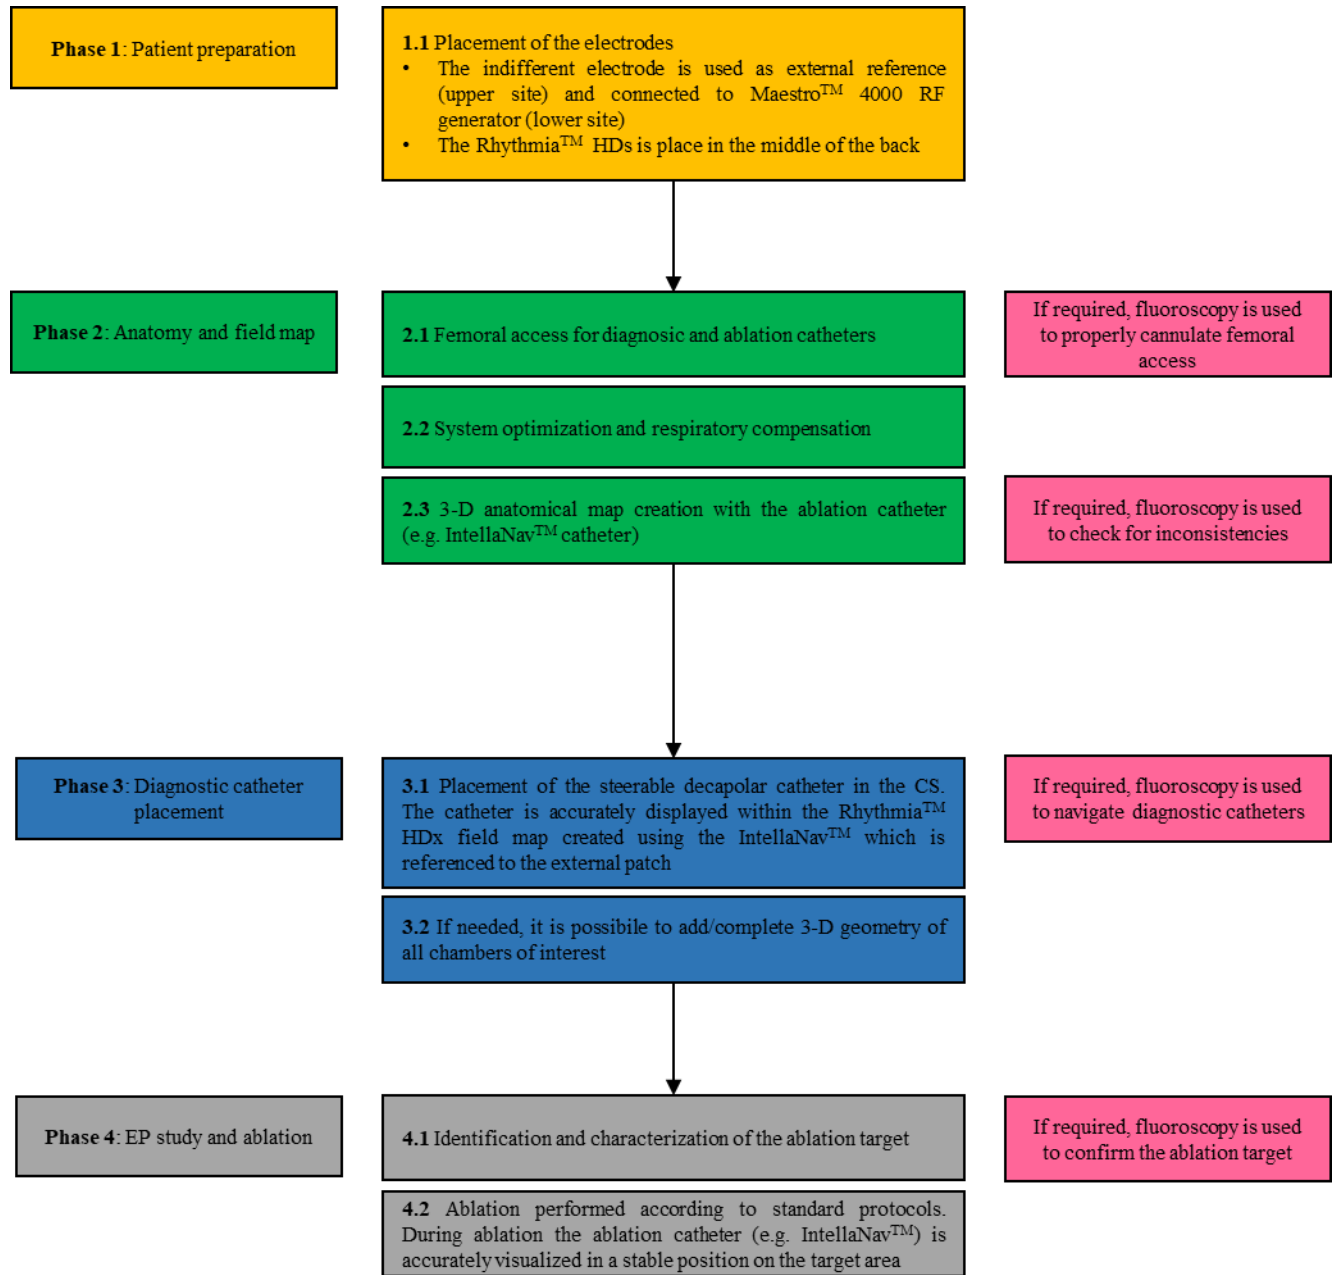 Phase 1: Patient preparation
1.1 Placement of the electrodes
• The indifferent electrode is used as external reference
(upper site) and connected to Maestro™ 4000 RF
generator (lower site)
• The Rhythmia™ HDs is place in the middle of the back
Phase 2: Anatomy and field map
2.1 Femoral access for diagnosic and ablation catheters
If required, fluoroscopy is used
to properly cannulate femoral
access
2.2 System optimization and respiratory compensation
2.3 3-D anatomical map creation with the ablation catheter
(e.g. IntellaNav™ catheter)
If required, fluoroscopy is used
to check for inconsistencies
Phase 3: Diagnostic catheter
placement
3.1 Placement of the steerable decapolar catheter in the CS.
The catheter is accurately displayed within the Rhythmia™
HDx field map created using the IntellaNav™ which is
referenced to the external patch
If required, fluoroscopy is used
to navigate diagnostic catheters
3.2 If needed, it is possibile to add/complete 3-D geometry of
all chambers of interest
Phase 4: EP study and ablation
4.1 Identification and characterization of the ablation target
If required, fluoroscopy is used
to confirm the ablation target
4.2 Ablation performed according to standard protocols.
During ablation the ablation catheter (e.g. IntellaNav™) is
accurately visualized in a stable position on the target area